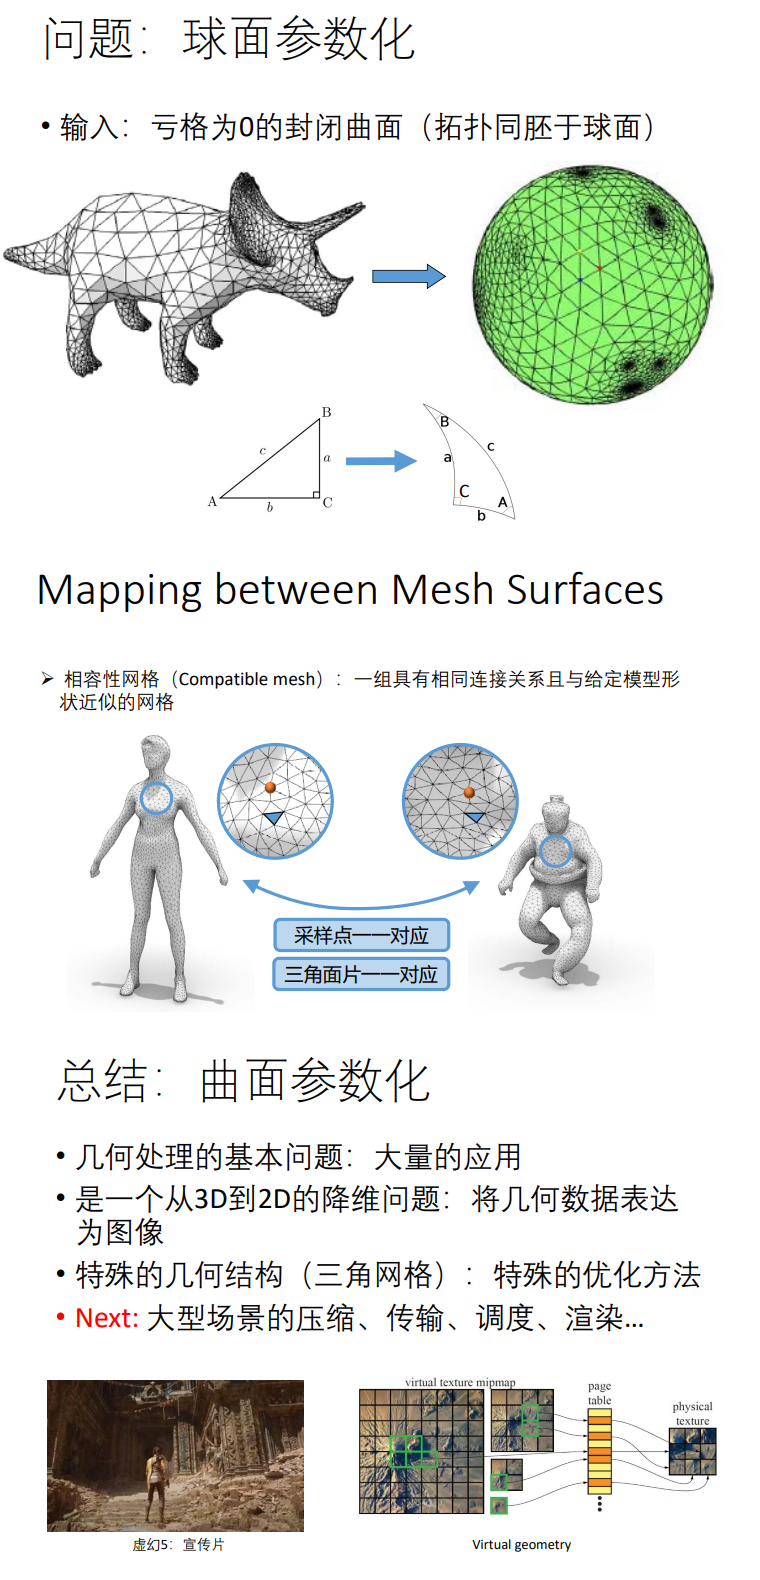 问题：球面参数化
• 输入：亏格为0的封闭曲面（拓扑同胚于球面）
B
c
a
A
b
C
B
c
a
C
A
b
Mapping between Mesh Surfaces
➢ 相容性网格（Compatible mesh）：一组具有相同连接关系且与给定模型形
状近似的网格
采样点一一对应
三角面片一一对应
总结：曲面参数化
• 几何处理的基本问题：大量的应用
• 是一个从3D到2D的降维问题：将几何数据表达
为图像
• 特殊的几何结构（三角网格）：特殊的优化方法
• Next: 大型场景的压缩、传输、调度、渲染...
virtual texture mipmap
page
table
physical
texture
虚幻5：宣传片
Virtual geometry